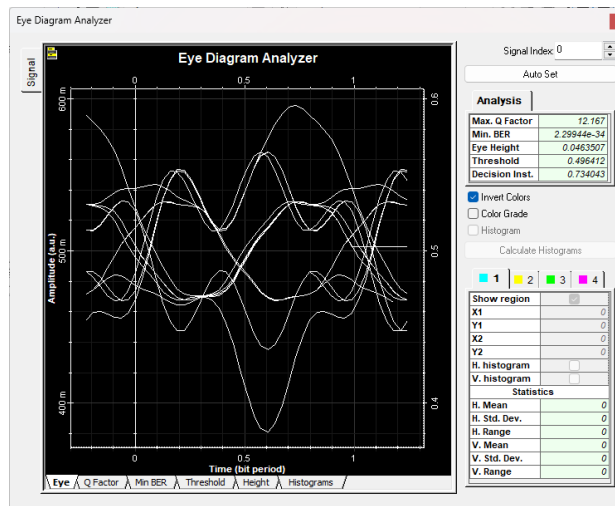 Eye Diagram Analyzer
Signal
Eye Diagram Analyzer
0 0.5 1
600 m 500 m 400 m
Amplitude (a.u.)
0.6 0.5 0.4
0 0.5 1
Time (bit period)
Eye Q Factor Min BER Threshold Height Histograms
Signal Index: 0
Auto Set
Analysis
Max. Q Factor 12.167
Min. BER 2.29944e-34
Eye Height 0.0463507
Threshold 0.496412
Decision Inst. 0.734043
Invert Colors
Color Grade
Histogram
Calculate Histograms
1 2 3 4
Show region
X1 0
Y1 0
X2 0
Y2 0
H. histogram
V. histogram
Statistics
H. Mean 0
H. Std. Dev. 0
H. Range 0
V. Mean 0
V. Std. Dev. 0
V. Range 0